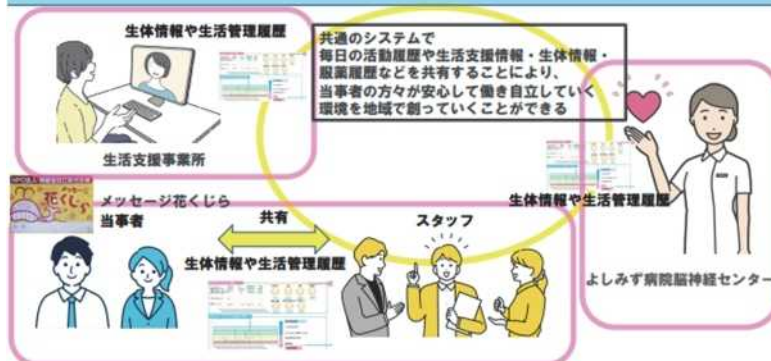 生体情報や生活管理履歴
共通のシステムで
毎日の活動履歴や生活支援情報・生体情報・
服薬履歴などを共有することにより、
当事者の方々が安心して働き自立していく
環境を地域で創っていくことができる
生活支援事業所
生体情報や生活管理履歴
よしみず病院脳神経センター
花くじら
メッセージ花くじら
当事者
共有
スタッフ
生体情報や生活管理履歴